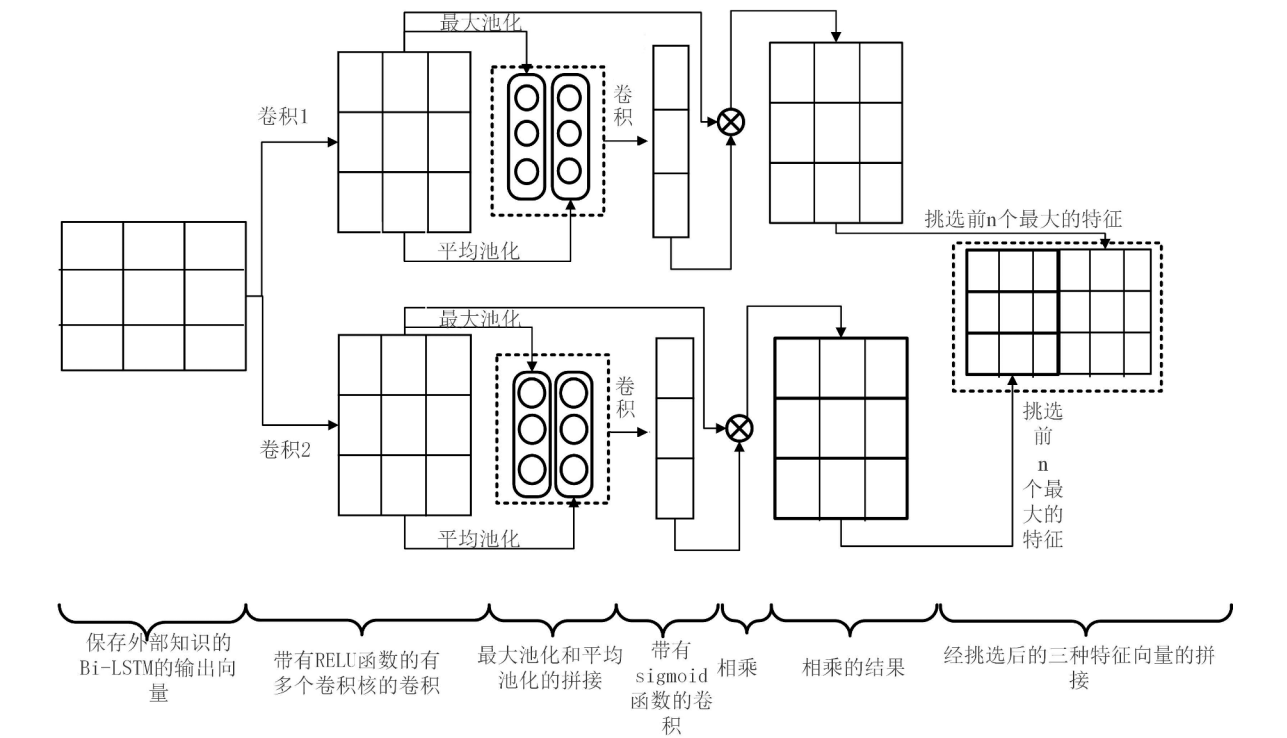 最大池化
卷积1
卷
积
平均池化
挑选前n个最大的特征
最大池化
卷
积
卷积2
平均池化
挑选
前
n
个最
大的
特征
保存外部知识的
Bi-LSTM的输出向
量
带有RELU函数的有
多个卷积核的卷积
最大池化和平均
池化的拼接
带有
sigmoid
函数的卷
积
相乘
相乘的结果
经挑选后的三种特征向量的拼
接